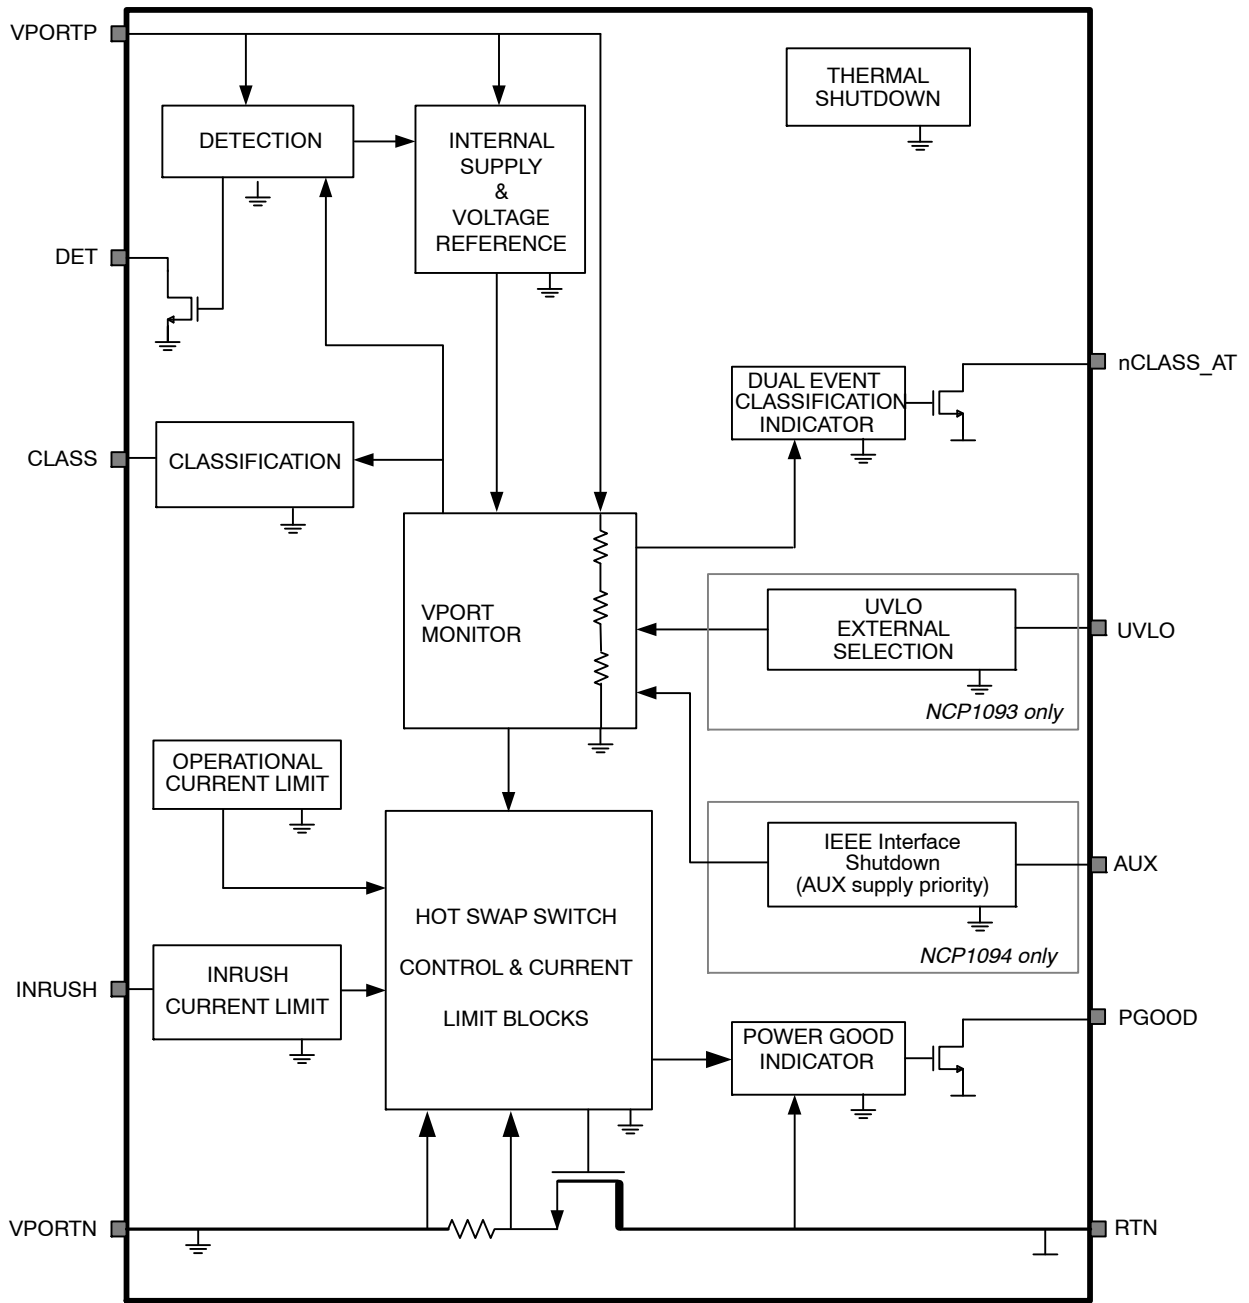 VPORTP
THERMAL
SHUTDOWN
DETECTION
INTERNAL
SUPPLY
&
VOLTAGE
REFERENCE
DET
nCLASS_AT
DUAL EVENT
CLASSIFICATION
INDICATOR
CLASS
CLASSIFICATION
VPORT
MONITOR
UVLO
EXTERNAL
SELECTION
UVLO
NCP1093 only
OPERATIONAL
CURRENT LIMIT
IEEE Interface
Shutdown
(AUX supply priority)
AUX
NCP1094 only
HOT SWAP SWITCH
CONTROL & CURRENT
LIMIT BLOCKS
INRUSH
INRUSH
CURRENT LIMIT
PGOOD
POWER GOOD
INDICATOR
VPORTN
RTN